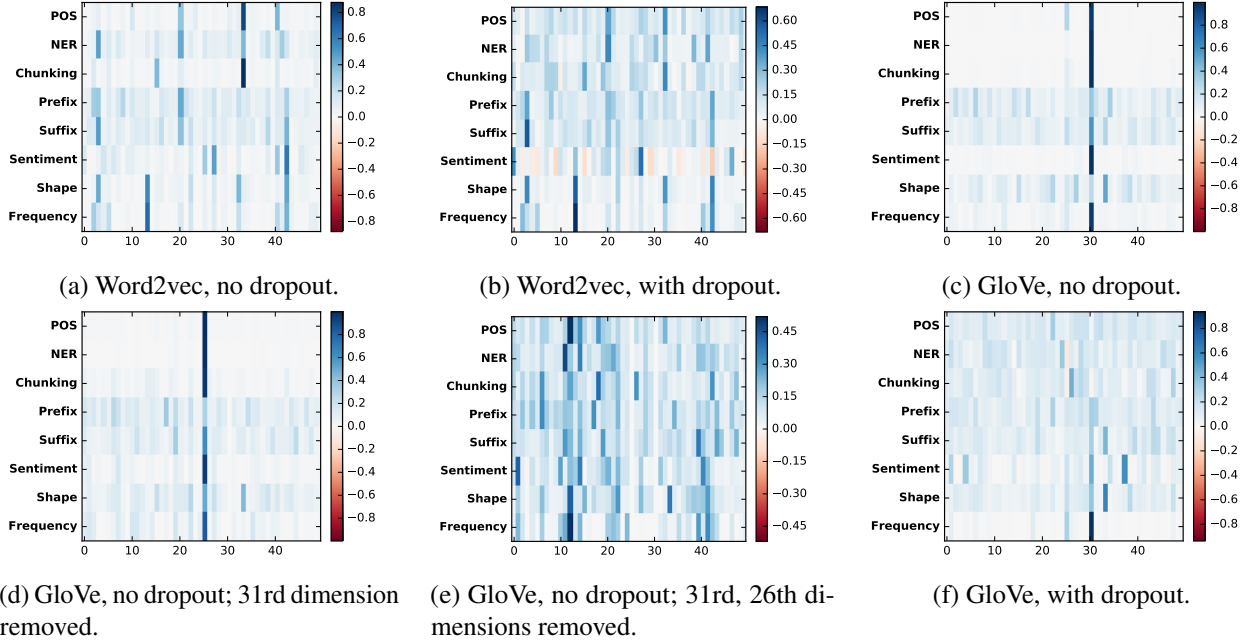 POS
NER
Chunking
Prefix
Suffix
Sentiment
Shape
Frequency
0 10 20 30 40
0.8
0.6
0.4
0.2
0.0
−0.2
−0.4
−0.6
−0.8
(a) Word2vec, no dropout.
POS
NER
Chunking
Prefix
Suffix
Sentiment
Shape
Frequency
0 10 20 30 40
0.60
0.45
0.30
0.15
0.00
−0.15
−0.30
−0.45
−0.60
(b) Word2vec, with dropout.
POS
NER
Chunking
Prefix
Suffix
Sentiment
Shape
Frequency
0 10 20 30 40
0.8
0.6
0.4
0.2
0.0
−0.2
−0.4
−0.6
−0.8
(c) GloVe, no dropout.
POS
NER
Chunking
Prefix
Suffix
Sentiment
Shape
Frequency
0 10 20 30 40
0.8
0.6
0.4
0.2
0.0
−0.2
−0.4
−0.6
−0.8
(d) GloVe, no dropout; 31rd dimension
removed.
POS
NER
Chunking
Prefix
Suffix
Sentiment
Shape
Frequency
0 10 20 30 40
0.45
0.30
0.15
0.00
−0.15
−0.30
−0.45
(e) GloVe, no dropout; 31rd, 26th di-
mensions removed.
POS
NER
Chunking
Prefix
Suffix
Sentiment
Shape
Frequency
0 10 20 30 40
0.8
0.6
0.4
0.2
0.0
−0.2
−0.4
−0.6
−0.8
(f) GloVe, with dropout.